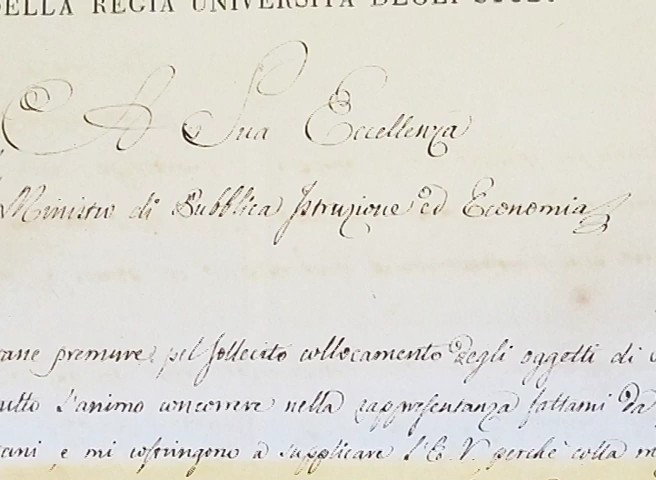 DELLA REGIA UNIVERSITÀ DEGLI STUDI.
A Sua Eccellenza
Ministro di Pubblica Istruzione ed Economia
premure pel sollecito collocamento degli oggetti di
tutto l'animo concorrere nella rappresentanza fattami da
e mi costringono a supplicare l'E. V. perchè colla